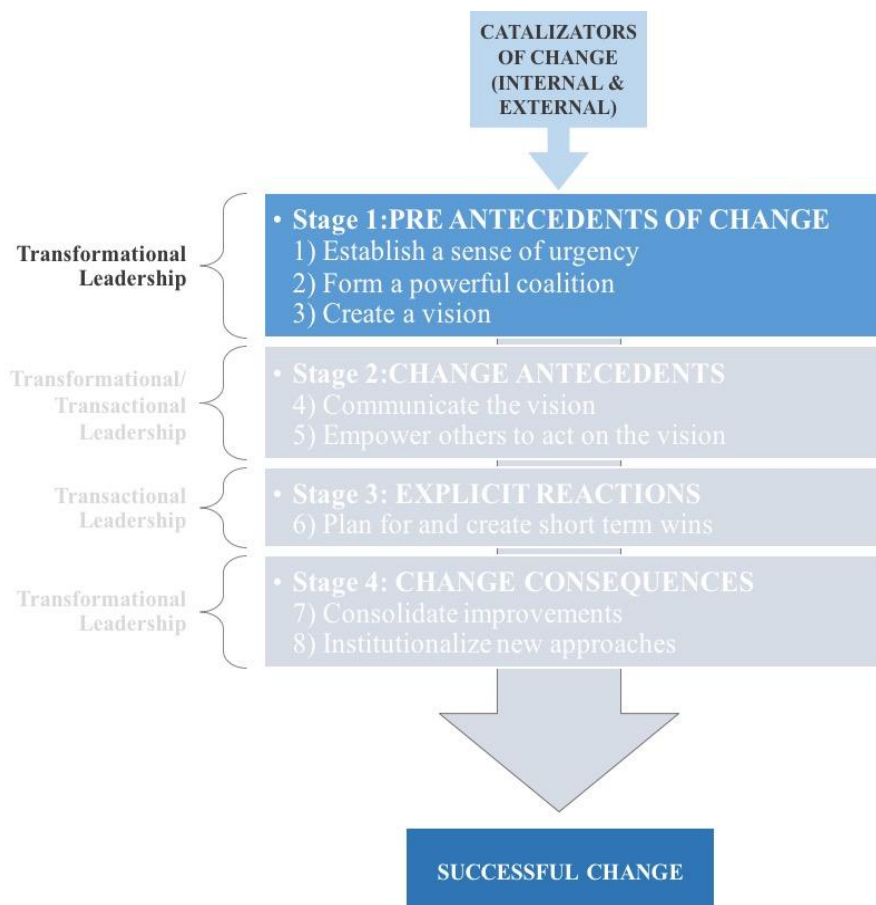 CATALIZATORS
OF CHANGE
(INTERNAL &
EXTERNAL)
Transformational
Leadership
• Stage 1:PRE ANTECEDENTS OF CHANGE
1) Establish a sense of urgency
2) Form a powerful coalition
3) Create a vision
Transformational/
Transactional
Leadership
• Stage 2:CHANGE ANTECEDENTS
4) Communicate the vision
5) Empower others to act on the vision
Transactional
Leadership
• Stage 3: EXPLICIT REACTIONS
6) Plan for and create short term wins
Transformational
Leadership
• Stage 4: CHANGE CONSEQUENCES
7) Consolidate improvements
8) Institutionalize new approaches
SUCCESSFUL CHANGE